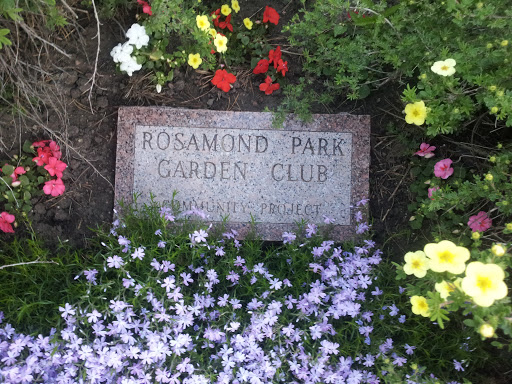 ROSAMOND PARK
GARDEN CLUB
COMMUNITY PROJECT